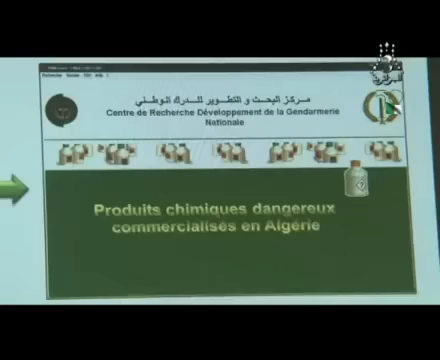 مركز البحث و التطوير للدرك الوطني
Centre de Recherche Développement de la Gendarmerie
Nationale
Produits chimiques dangereux
commercialisés en Algérie